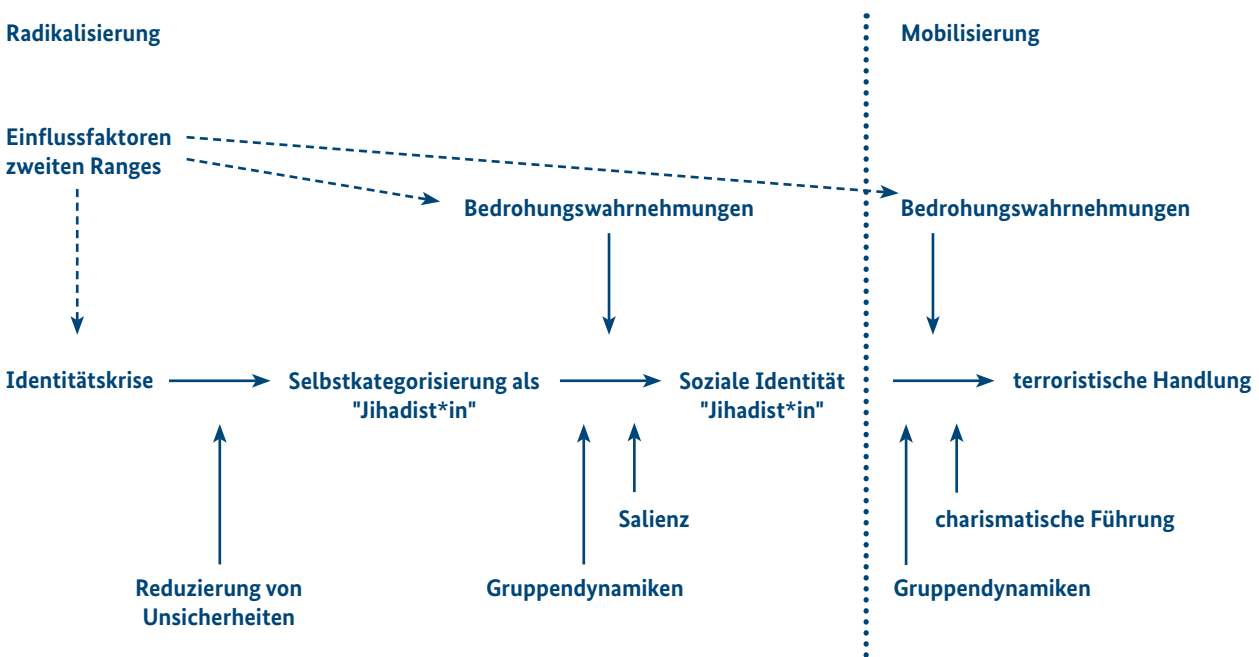 Radikalisierung
Mobilisierung
Einflussfaktoren
zweiten Ranges
Bedrohungswahrnehmungen
Bedrohungswahrnehmungen
Identitätskrise
Selbstkategorisierung als
"Jihadist*in"
Soziale Identität
"Jihadist*in"
terroristische Handlung
Salienz
charismatische Führung
Reduzierung von
Unsicherheiten
Gruppendynamiken
Gruppendynamiken